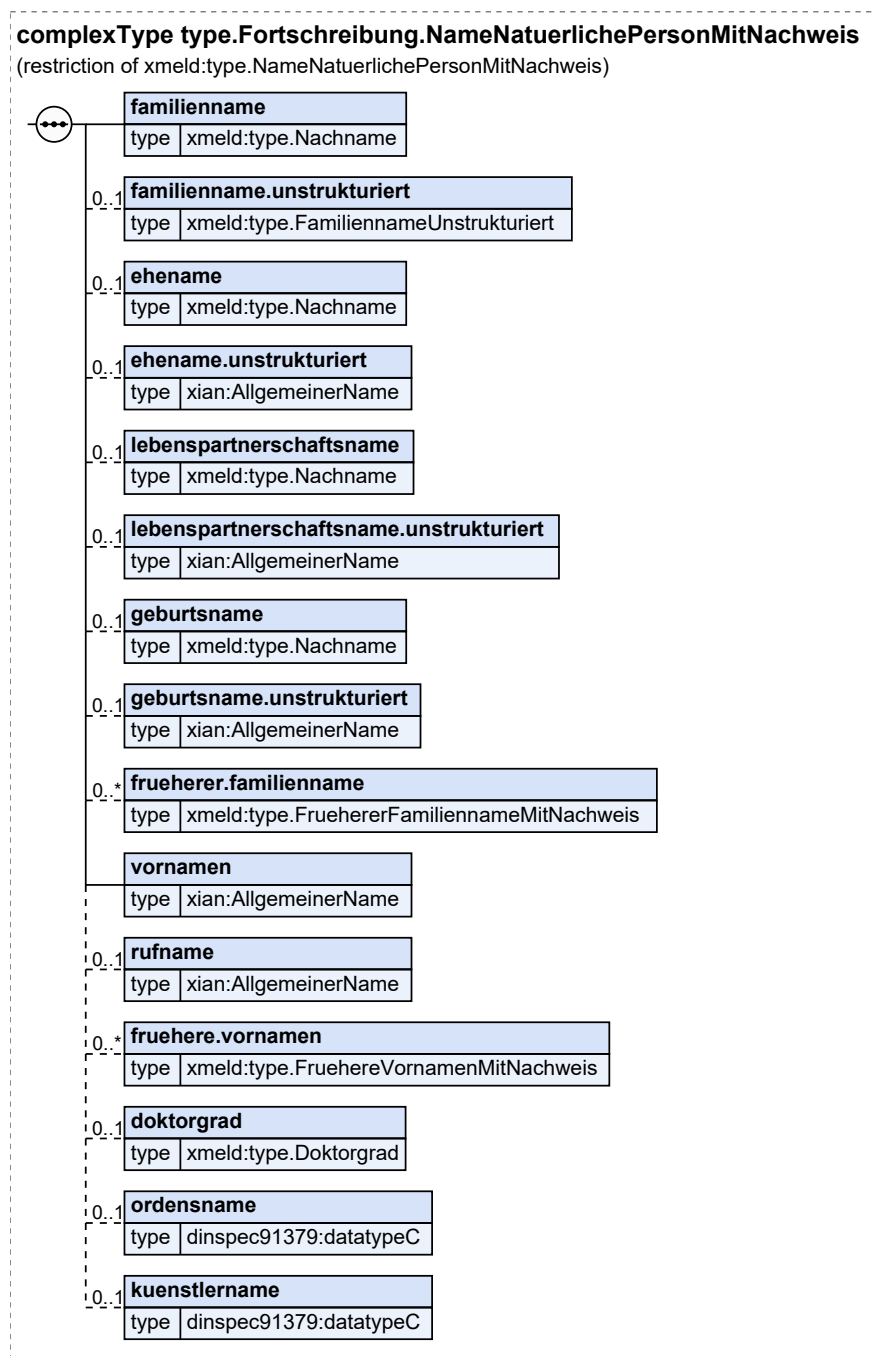 complexType type.Fortschreibung.NameNatuerlichePersonMitNachweis
(restriction of xmeld:type.NameNatuerlichePersonMitNachweis)
familienname
type xmeld:type.Nachname
0..1 familienname.unstrukturiert
type xmeld:type.FamiliennameUnstrukturiert
0..1 ehename
type xmeld:type.Nachname
0..1 ehename.unstrukturiert
type xian:AllgemeinerName
0..1 lebenspartnerschaftsname
type xmeld:type.Nachname
0..1 lebenspartnerschaftsname.unstrukturiert
type xian:AllgemeinerName
0..1 geburtsname
type xmeld:type.Nachname
0..1 geburtsname.unstrukturiert
type xian:AllgemeinerName
0..* frueherer.familienname
type xmeld:type.FruehererFamiliennameMitNachweis
vornamen
type xian:AllgemeinerName
0..1 rufname
type xian:AllgemeinerName
0..* fruehere.vornamen
type xmeld:type.FruehereVornamenMitNachweis
0..1 doktorgrad
type xmeld:type.Doktorgrad
0..1 ordensname
type dinspec91379:datatypeC
0..1 kuenstlername
type dinspec91379:datatypeC